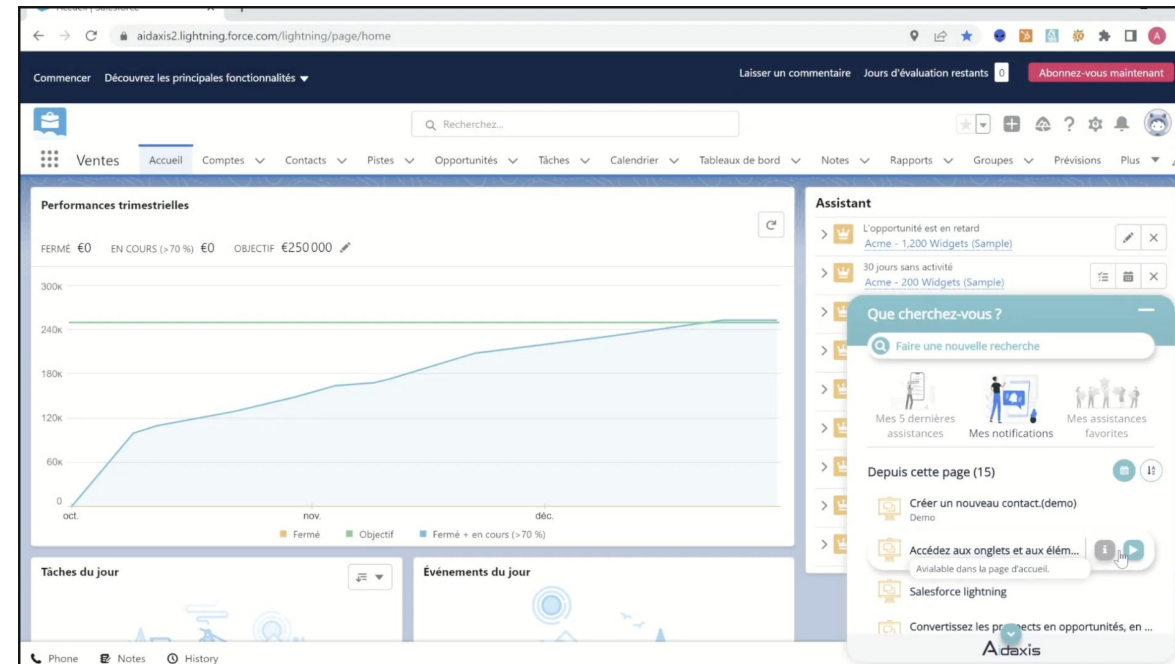 Accueil | Salesforce
aidaxis2.lightning.force.com/lightning/page/home
A
Commencer Découvrez les principales fonctionnalités
Laisser un commentaire Jours d'évaluation restants 0 Abonnez-vous maintenant
Recherchez...
Ventes Accueil Comptes Contacts Pistes Opportunités Tâches Calendrier Tableaux de bord Notes Rapports Groupes Prévisions Plus
Performances trimestrielles
FERMÉ €0 EN COURS (>70 %) €0 OBJECTIF €250 000
300K
240K
180K
120K
60K
0
oct. nov. déc.
Fermé Objectif Fermé + en cours (>70 %)
Tâches du jour
Événements du jour
Assistant
L'opportunité est en retard
Acme - 1,200 Widgets (Sample)
30 jours sans activité
Acme - 200 Widgets (Sample)
Que cherchez-vous ?
Faire une nouvelle recherche
Mes 5 dernières
assistances
Mes notifications
Mes assistances
favorites
Depuis cette page (15)
Créer un nouveau contact.(demo)
Demo
Accédez aux onglets et aux élém...
Avialable dans la page d'accueil.
Salesforce lightning
Convertissez les prospects en opportunités, en ...
Adaxis
Phone Notes History